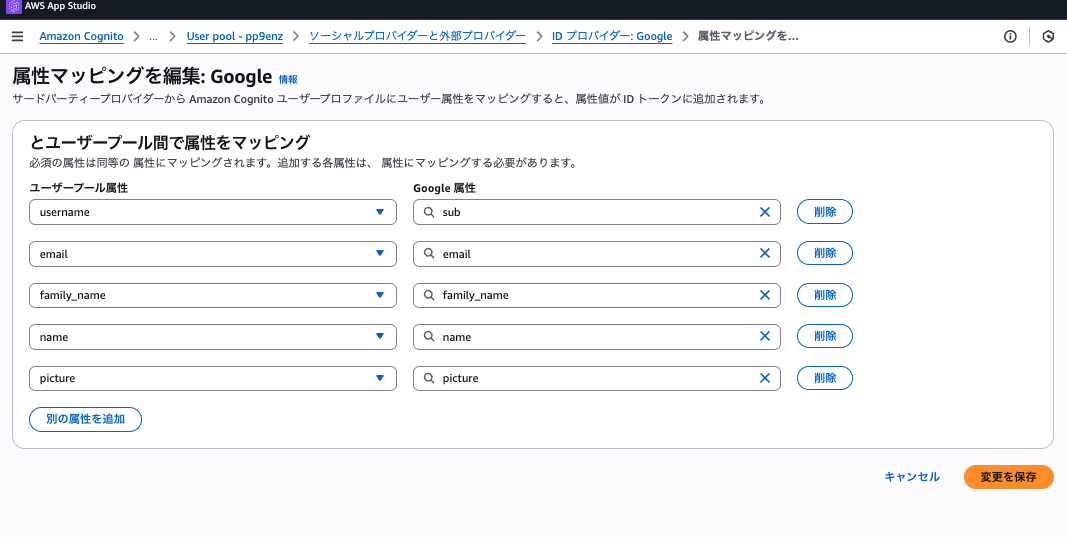 AWS App Studio
Amazon Cognito > ... > User pool - pp9enz > ソーシャルプロバイダーと外部プロバイダー > ID プロバイダー: Google > 属性マッピングを...
属性マッピングを編集: Google 情報
サードパーティープロバイダーから Amazon Cognito ユーザープロファイルにユーザー属性をマッピングすると、属性値が ID トークンに追加されます。
とユーザープール間で属性をマッピング
必須の属性は同等の 属性にマッピングされます。追加する各属性は、 属性にマッピングする必要があります。
ユーザープール属性 Google 属性
username sub 削除
email email 削除
family_name family_name 削除
name name 削除
picture picture 削除
別の属性を追加
キャンセル 変更を保存